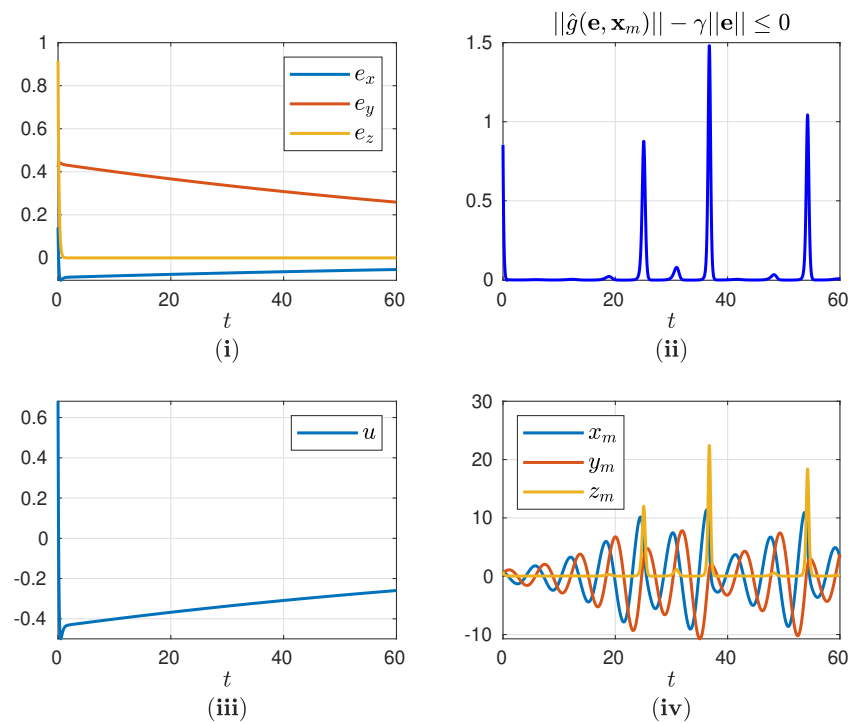 1
0.8
0.6
0.4
0.2
0
0
20
40
60
e_x
e_y
e_z
t
(i)
||ĝ(e, x_m)|| − γ||e|| ≤ 0
1.5
1
0.5
0
0
20
40
60
t
(ii)
0.6
0.4
0.2
0
-0.2
-0.4
0
20
40
60
u
t
(iii)
30
20
10
0
-10
0
20
40
60
x_m
y_m
z_m
t
(iv)